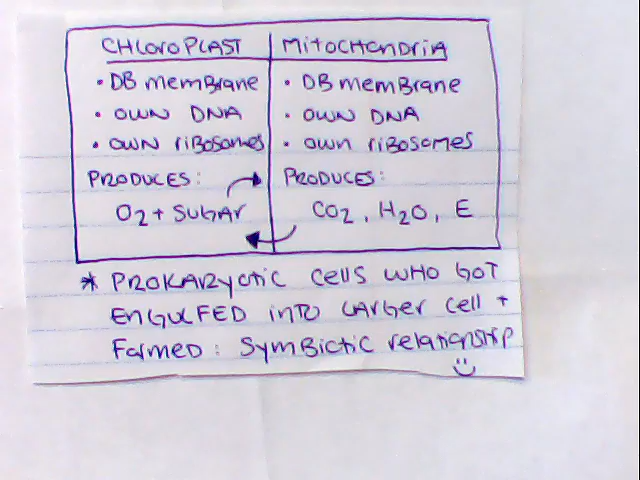 CHLOROPLAST MITOCHENDRIA
• DB MEMBRANE • DB MEMBRANE
• OWN DNA • OWN DNA
• OWN RIBOSOMES • OWN RIBOSOMES
PRODUCES: PRODUCES:
O2 + SUGAR CO2, H2O, E
* PROKARYOTIC CELLS WHO GOT
ENGULFED INTO LARGER CELL +
FORMED: SYMBIOTIC RELATIONSHIP